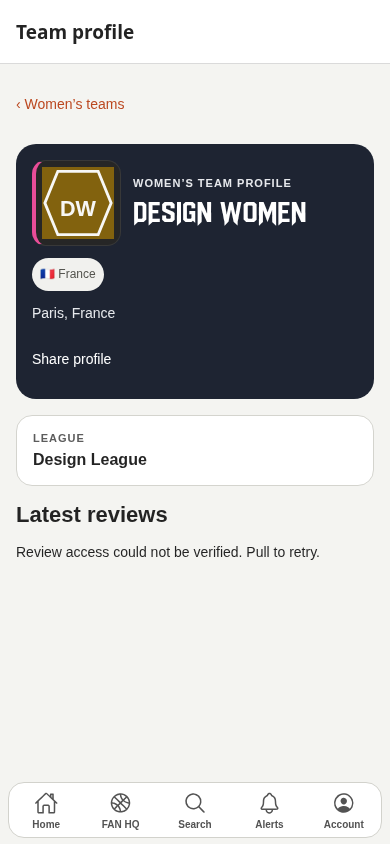 Team profile
‹ Women’s teams
DW
WOMEN’S TEAM PROFILE
DESIGN WOMEN
🇫🇷 France
Paris, France
Share profile
LEAGUE
Design League
Latest reviews
Review access could not be verified. Pull to retry.
Home
FAN HQ
Search
Alerts
Account